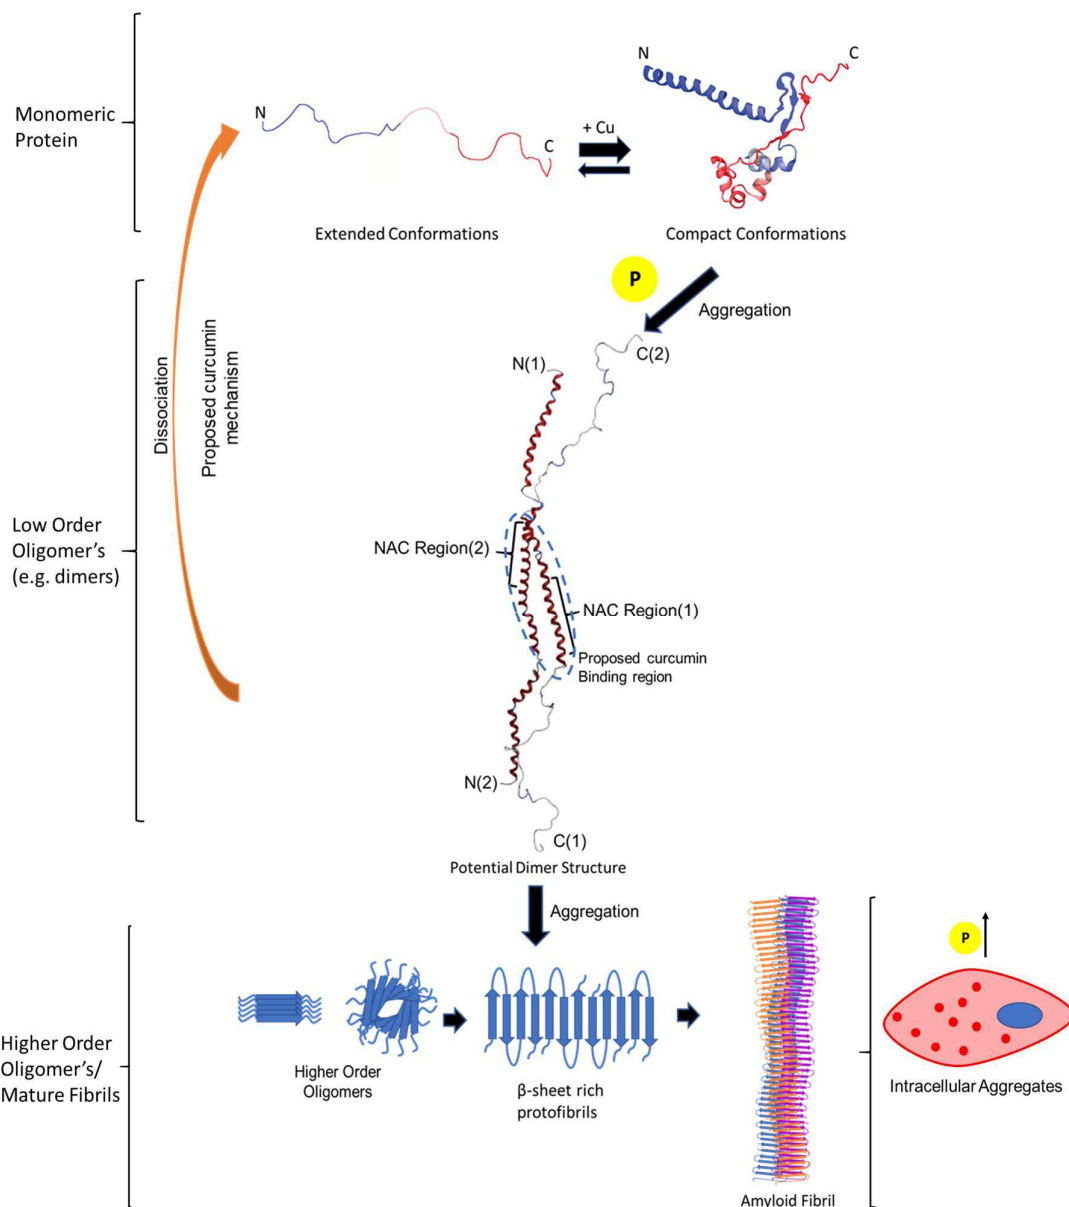 Monomeric
Protein
N
C
Extended Conformations
+ Cu
N
C
Compact Conformations
P
Aggregation
Dissociation
Proposed curcumin
mechanism
Low Order
Oligomer's
(e.g. dimers)
N(1)
C(2)
NAC Region(2)
NAC Region(1)
Proposed curcumin
Binding region
N(2)
C(1)
Potential Dimer Structure
Aggregation
Higher Order
Oligomer's/
Mature Fibrils
Higher Order
Oligomers
β-sheet rich
protofibrils
Amyloid Fibril
P
Intracellular Aggregates